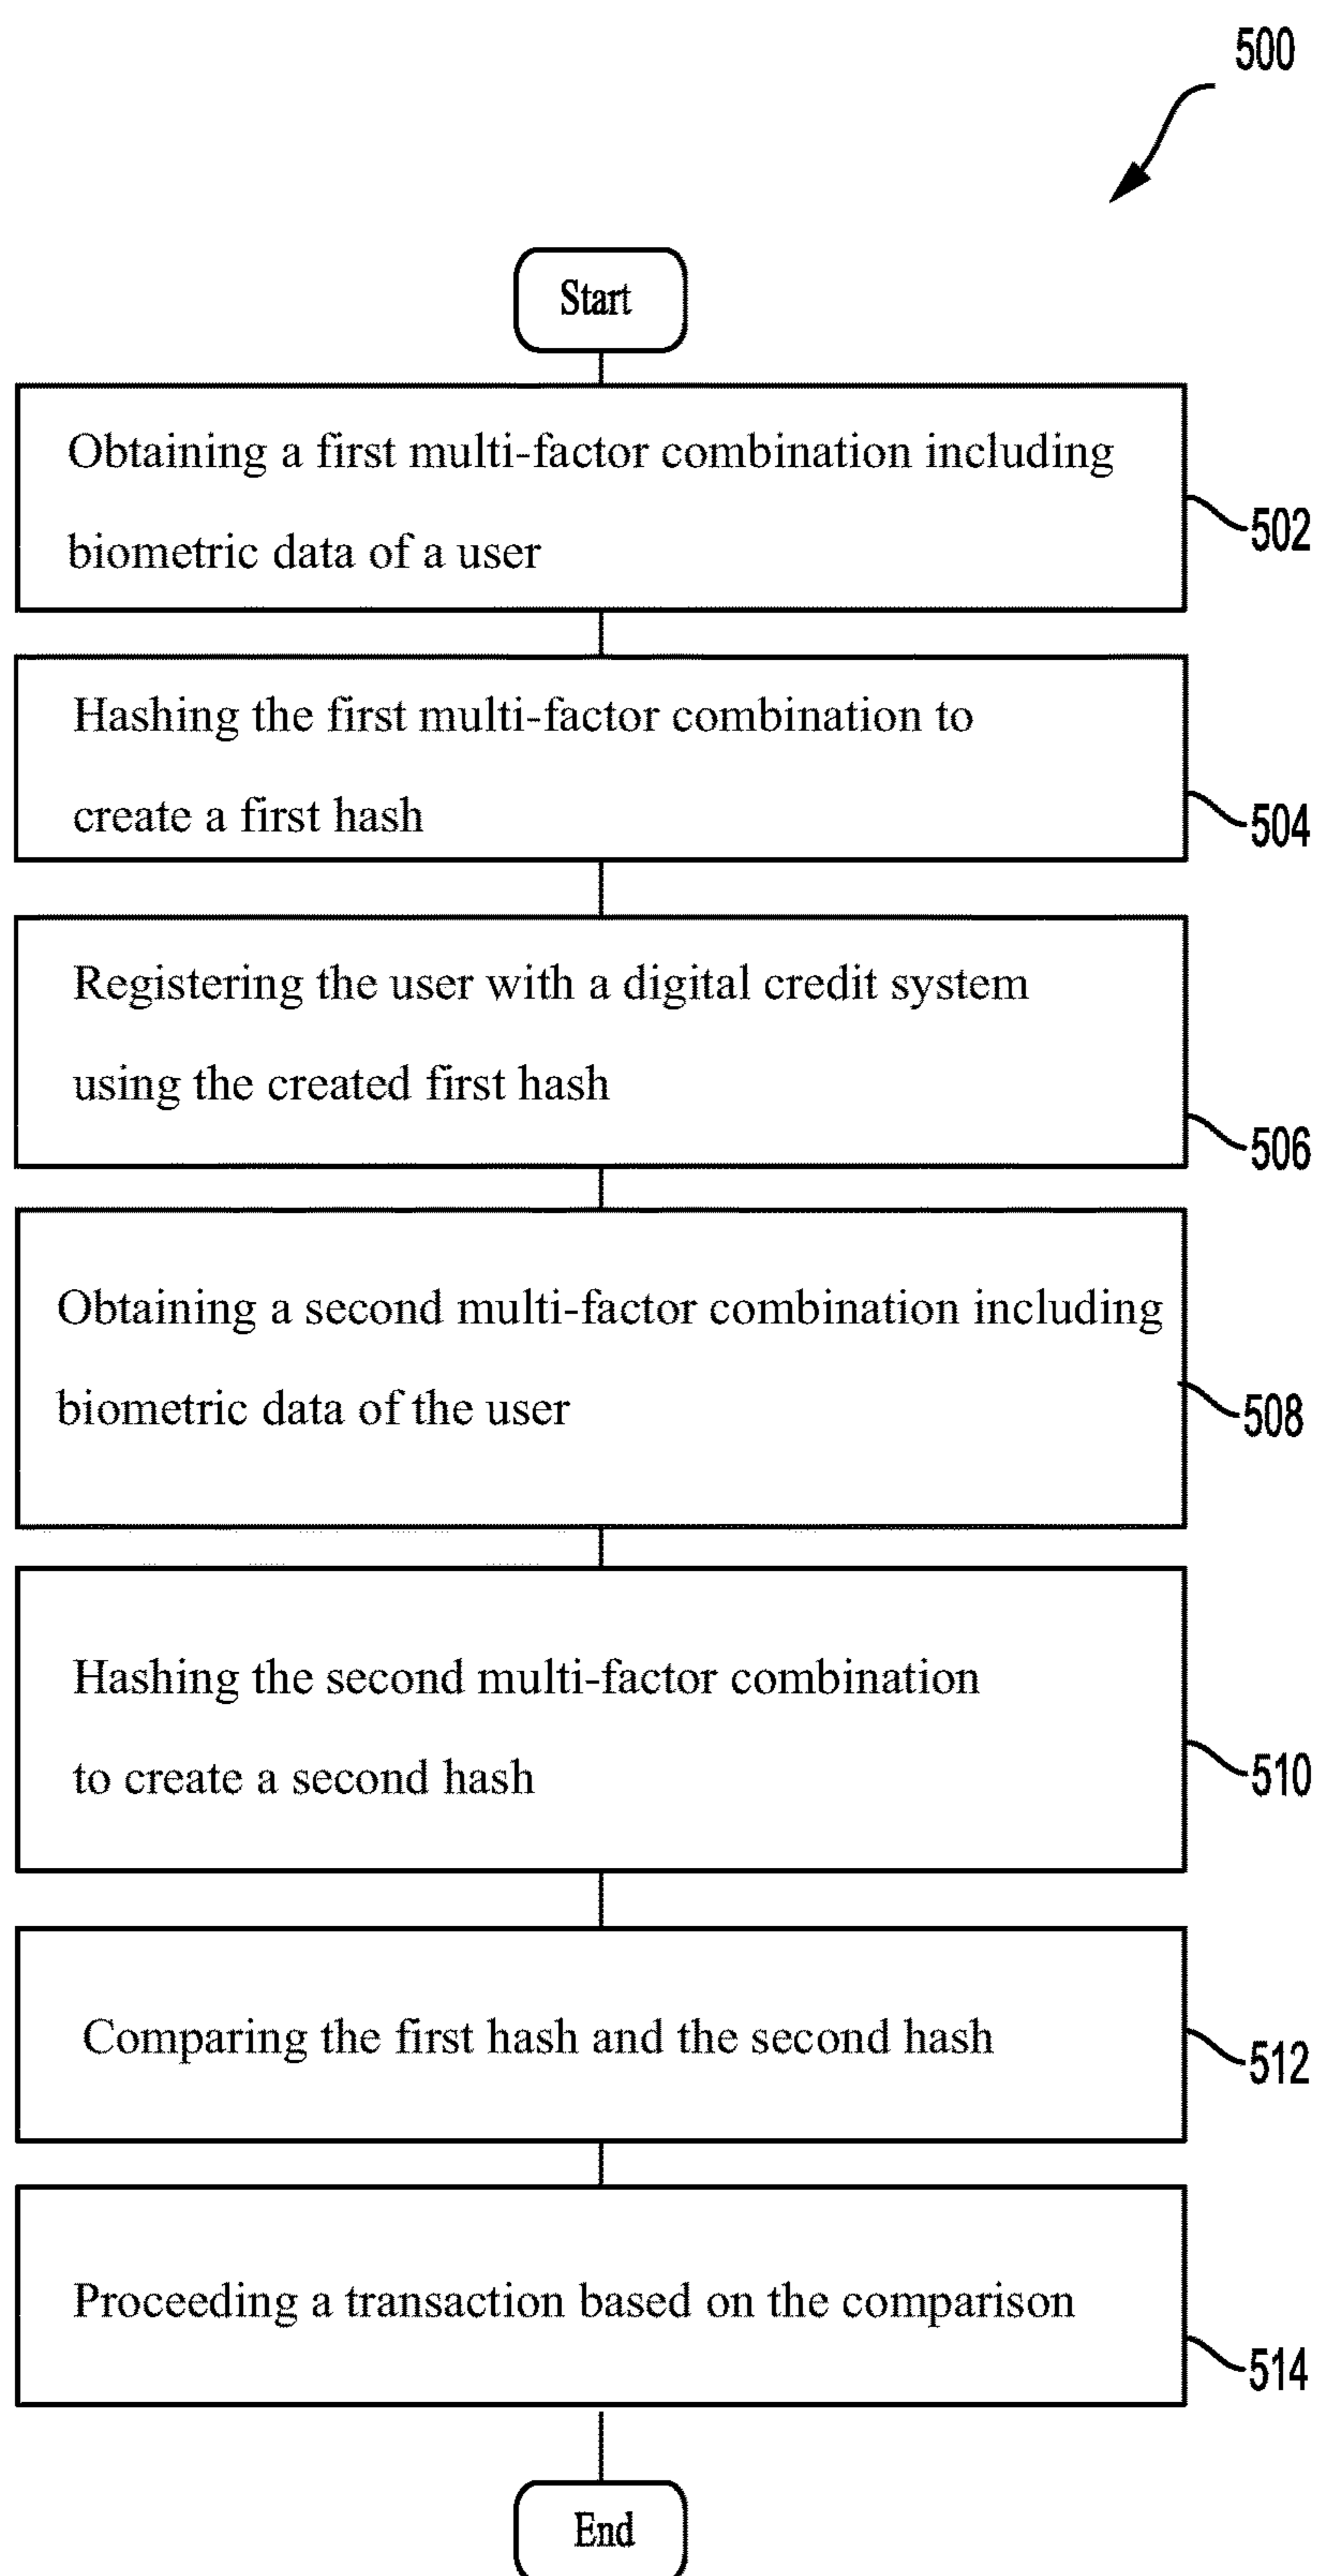 500
Start
Obtaining a first multi-factor combination including
biometric data of a user
502
Hashing the first multi-factor combination to
create a first hash
504
Registering the user with a digital credit system
using the created first hash
506
Obtaining a second multi-factor combination including
biometric data of the user
508
Hashing the second multi-factor combination
to create a second hash
510
Comparing the first hash and the second hash
512
Proceeding a transaction based on the comparison
514
End